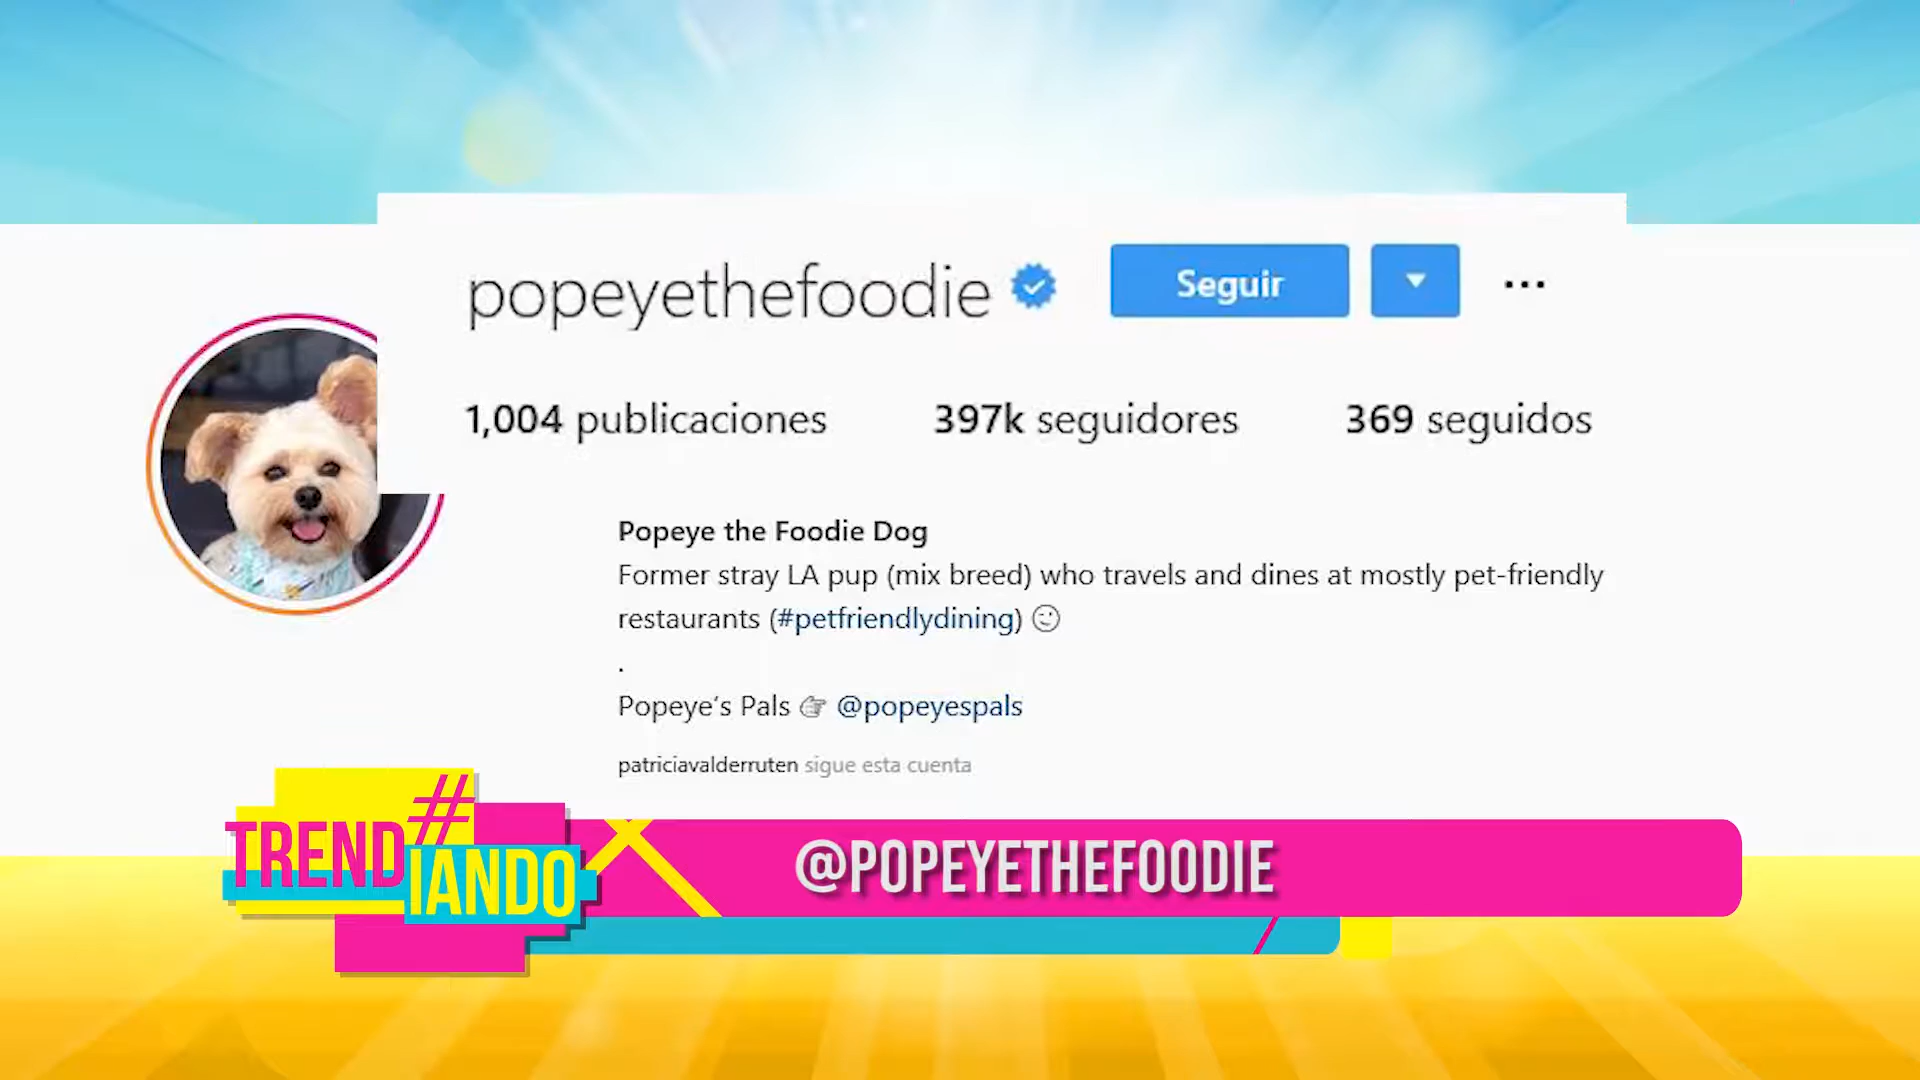 popeyethefoodie
Seguir
...
1,004 publicaciones
397k seguidores
369 seguidos
Popeye the Foodie Dog
Former stray LA pup (mix breed) who travels and dines at mostly pet-friendly
restaurants (#petfriendlydining)
.
Popeye's Pals @popeyespals
patriciavalderruten sigue esta cuenta
#
TREND
IANDO
@POPEYETHEFOODIE